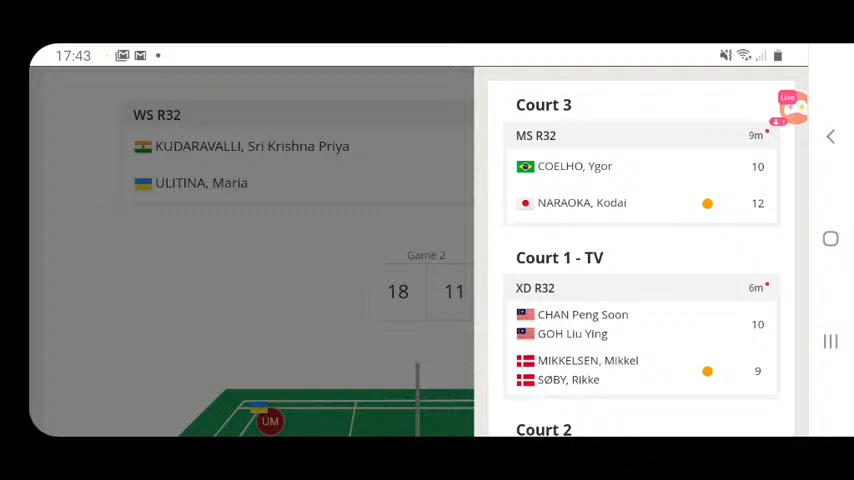 17:43
WS R32
KUDARAVALLI, Sri Krishna Priya
ULITINA, Maria
Game 2
18 11
UM
Live
1
Court 3
MS R32 9m
COELHO, Ygor 10
NARAOKA, Kodai 12
Court 1 - TV
XD R32 6m
CHAN Peng Soon
GOH Liu Ying
10
MIKKELSEN, Mikkel
SØBY, Rikke
9
Court 2